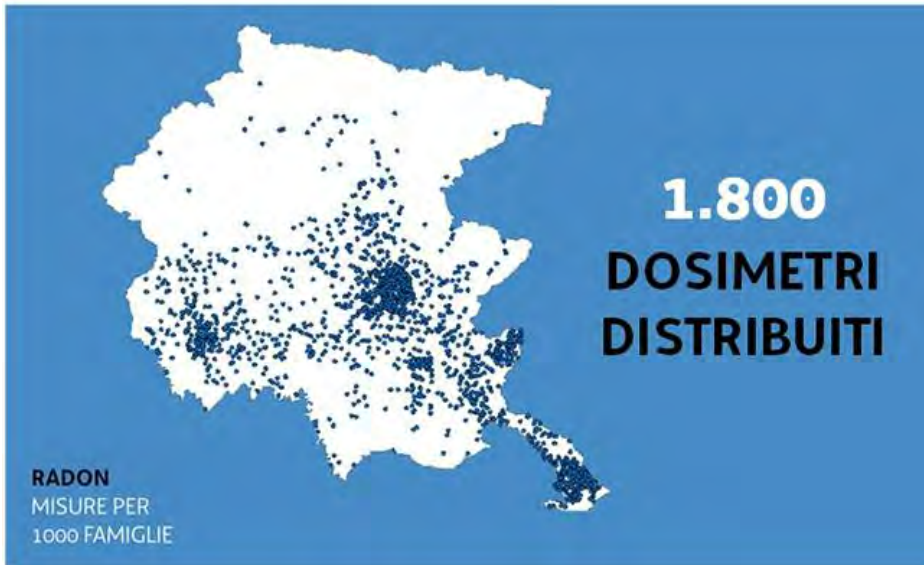 1.800
DOSIMETRI
DISTRIBUITI
RADON
MISURE PER
1000 FAMIGLIE